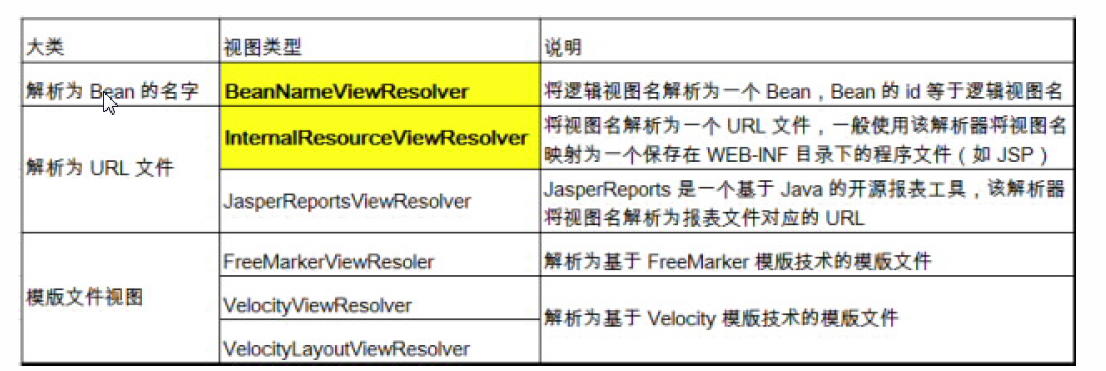 大类 视图类型 说明
解析为 Bean 的名字 BeanNameViewResolver 将逻辑视图名解析为一个 Bean，Bean 的 id 等于逻辑视图名
解析为 URL 文件
InternalResourceViewResolver
将视图名解析为一个 URL 文件，一般使用该解析器将视图名
映射为一个保存在 WEB-INF 目录下的程序文件（如 JSP）
JasperReportsViewResolver
JasperReports 是一个基于 Java 的开源报表工具，该解析器
将视图名解析为报表文件对应的 URL
模版文件视图
FreeMarkerViewResoler 解析为基于 FreeMarker 模版技术的模版文件
VelocityViewResolver
解析为基于 Velocity 模版技术的模版文件
VelocityLayoutViewResolver